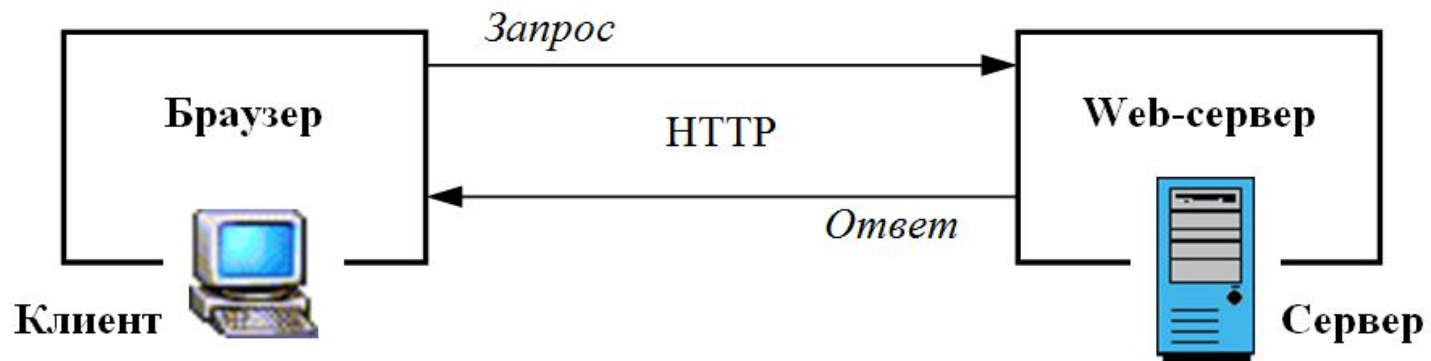 Запрос
Браузер
HTTP
Web-сервер
Ответ
Клиент
Сервер